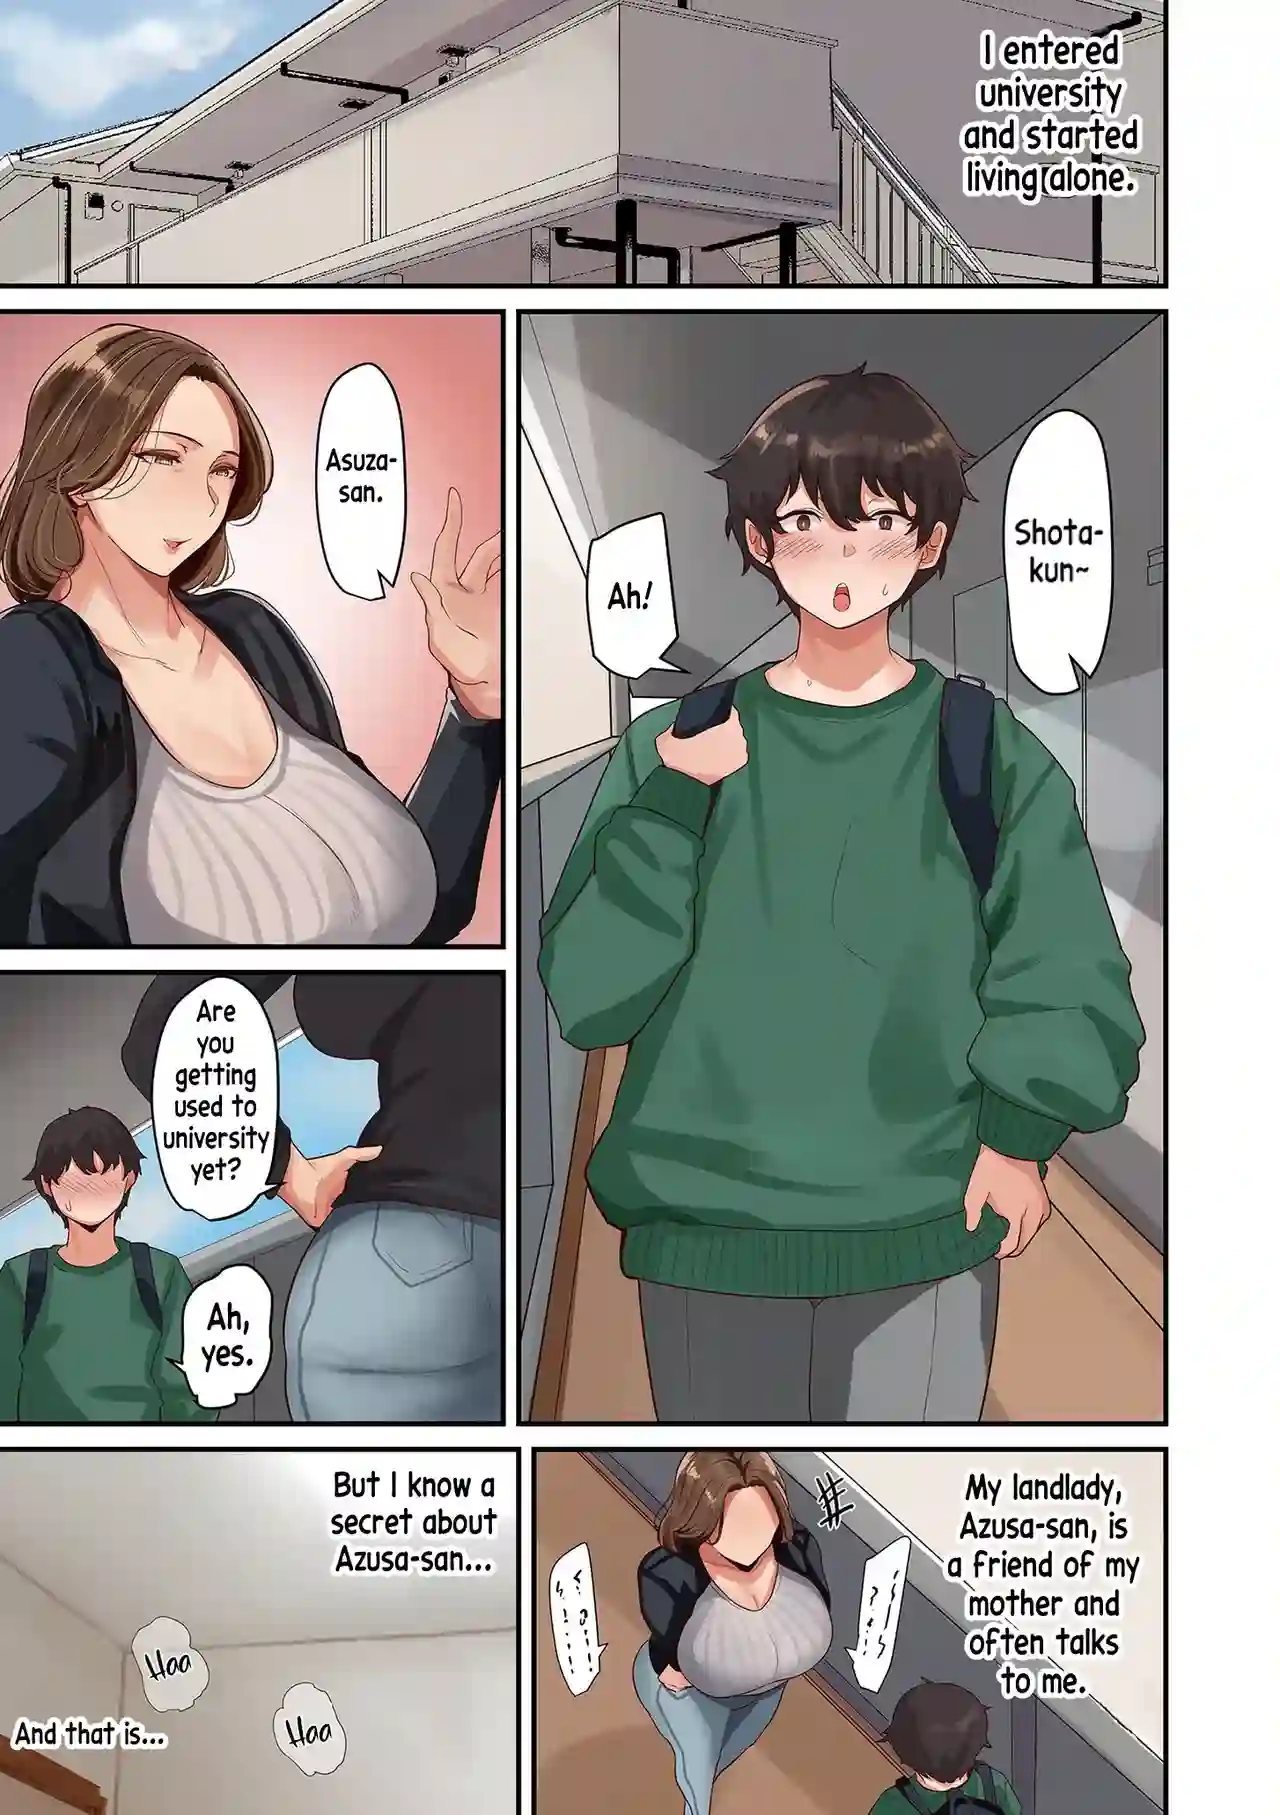 I entered
university
and started
living alone.
Shota-
kun~
Ah!
Asuza-
san.
Are
you
getting
used to
university
yet?
Ah,
yes.
My landlady,
Azusa-san, is
a friend of my
mother and
often talks
to me.
But I know a
secret about
Azusa-san...
Haa
Haa
And that is...